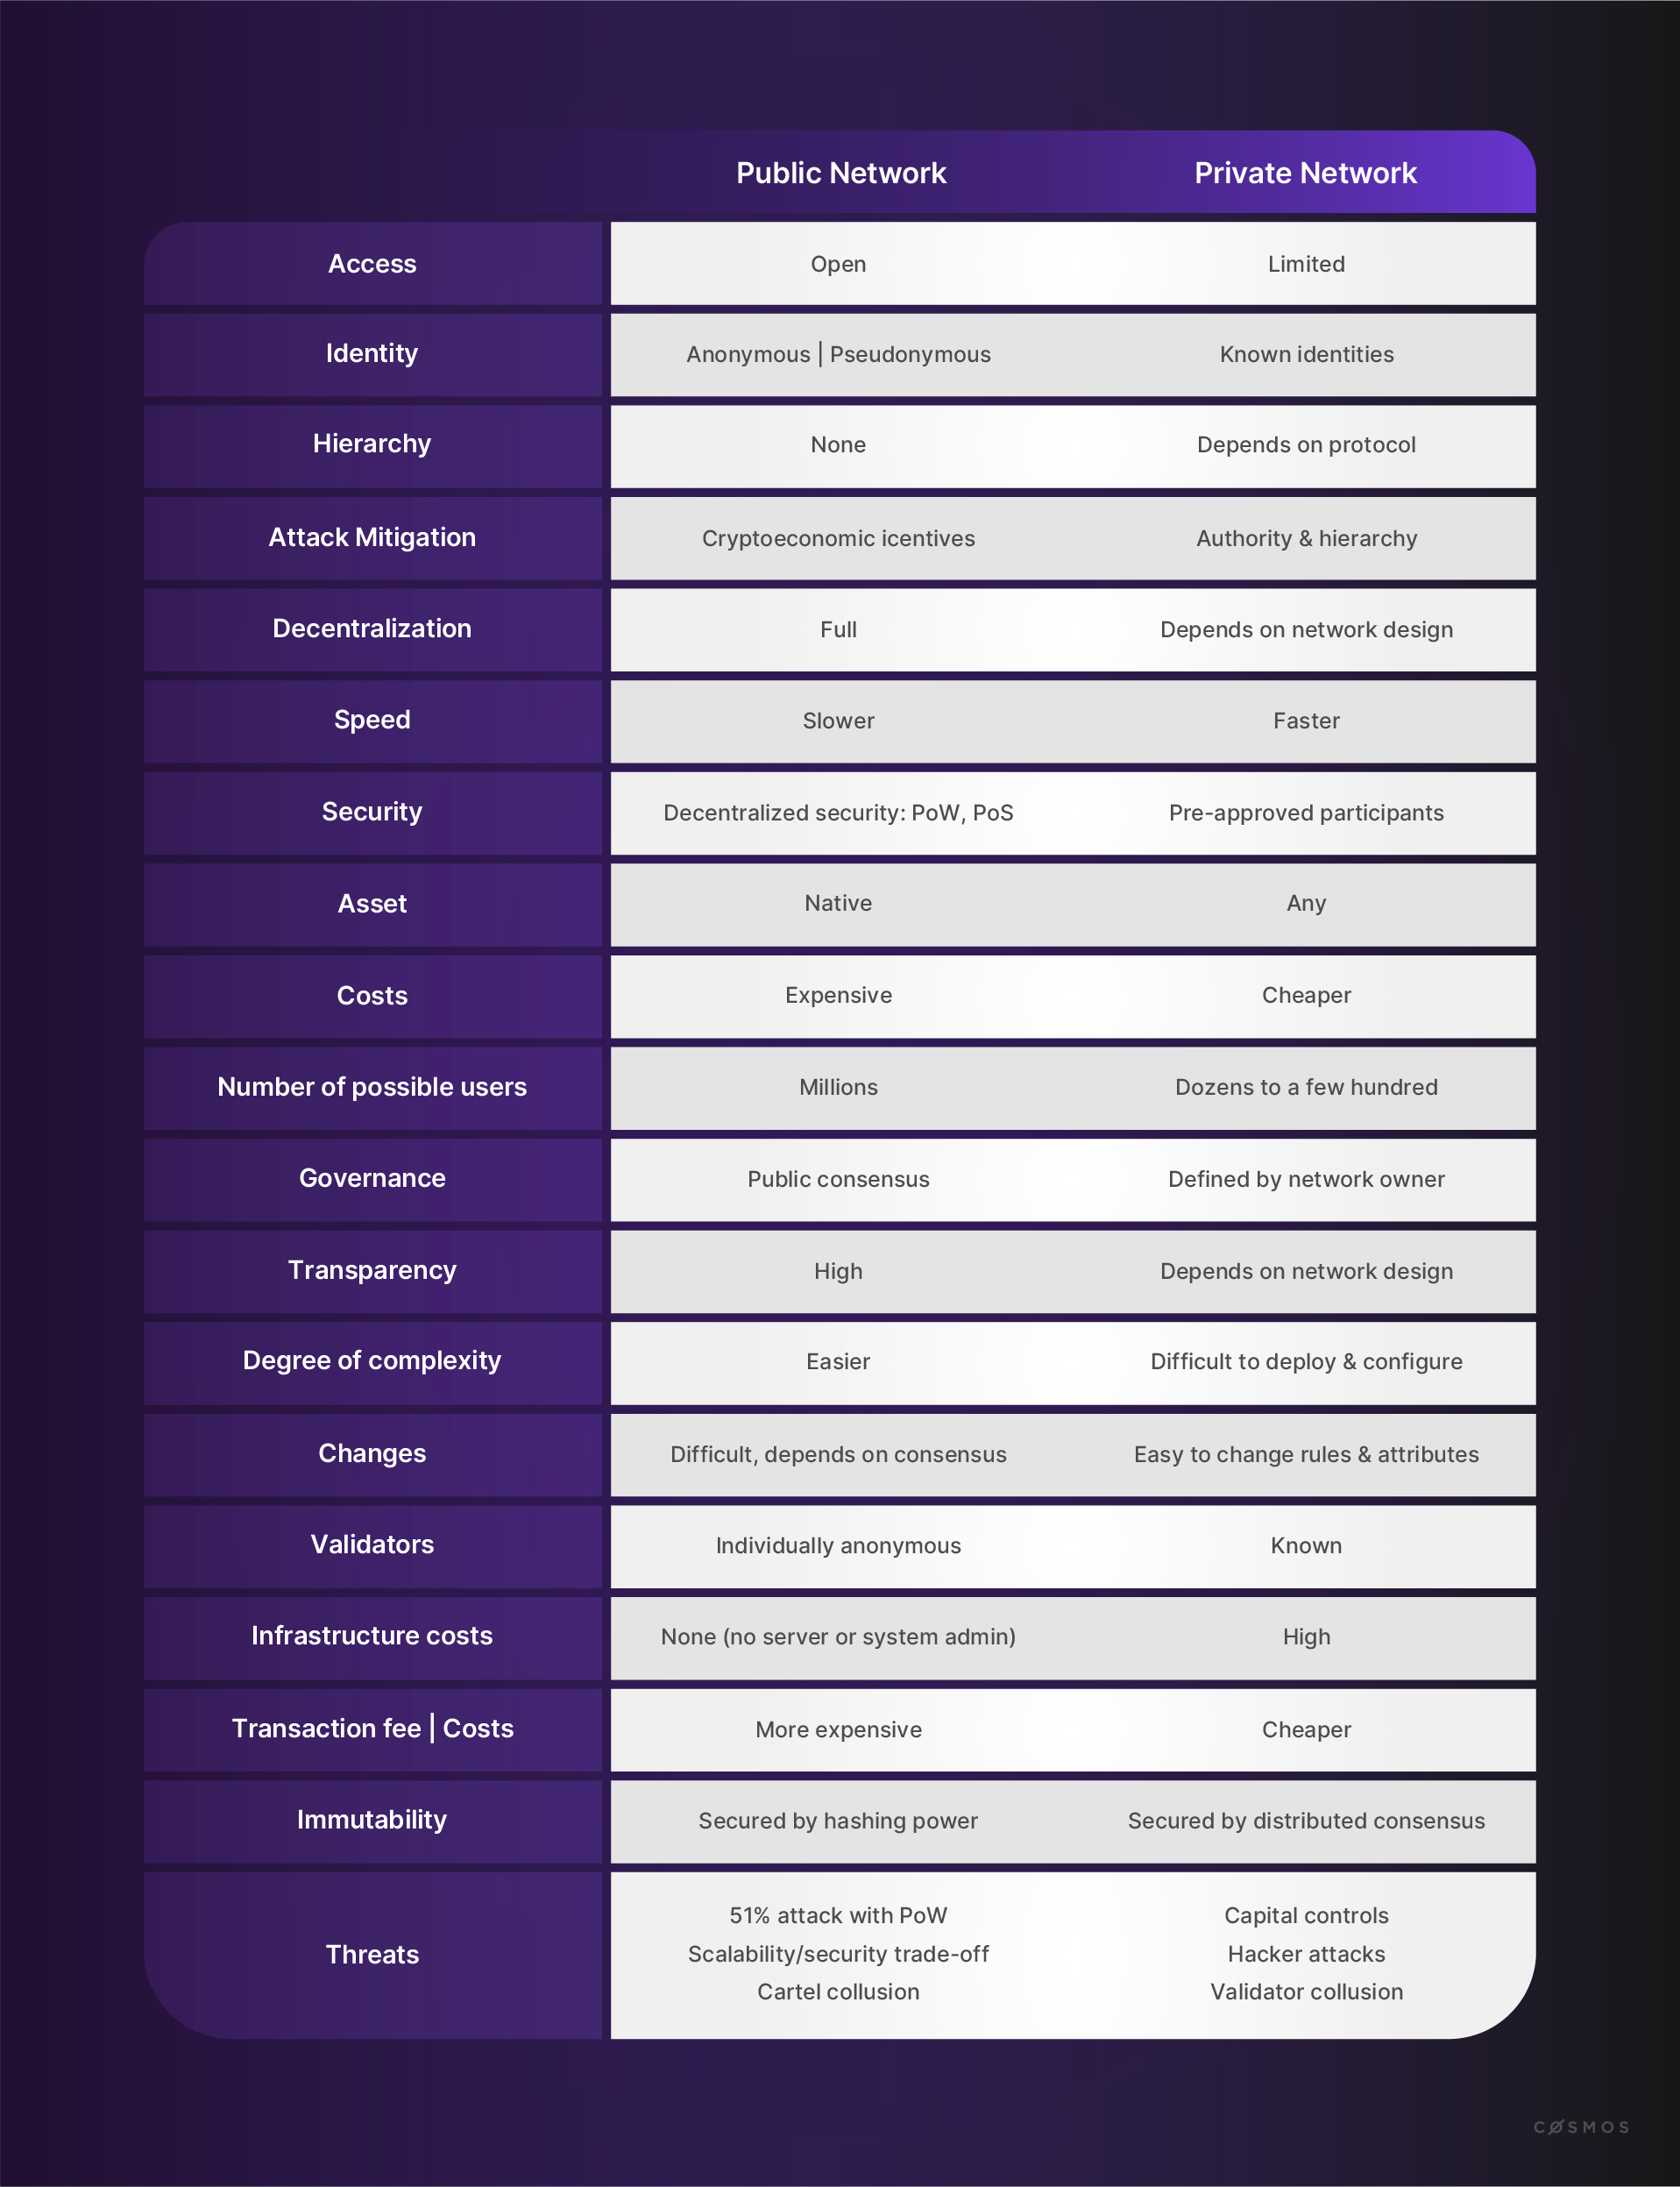 Public Network Private Network
Access Open Limited
Identity Anonymous | Pseudonymous Known identities
Hierarchy None Depends on protocol
Attack Mitigation Cryptoeconomic icentives Authority & hierarchy
Decentralization Full Depends on network design
Speed Slower Faster
Security Decentralized security: PoW, PoS Pre-approved participants
Asset Native Any
Costs Expensive Cheaper
Number of possible users Millions Dozens to a few hundred
Governance Public consensus Defined by network owner
Transparency High Depends on network design
Degree of complexity Easier Difficult to deploy & configure
Changes Difficult, depends on consensus Easy to change rules & attributes
Validators Individually anonymous Known
Infrastructure costs None (no server or system admin) High
Transaction fee | Costs More expensive Cheaper
Immutability Secured by hashing power Secured by distributed consensus
51% attack with PoW Capital controls
Threats Scalability/security trade-off Hacker attacks
Cartel collusion Validator collusion
CØSMOS